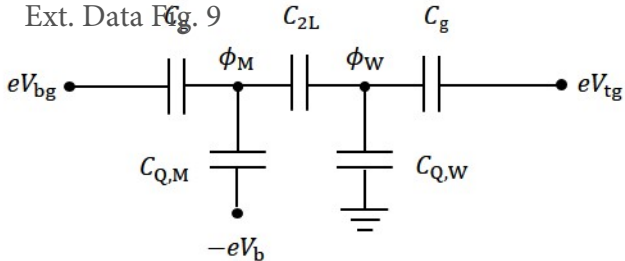 Ext. Data Fig. 9
C_g C_2L C_g
ϕ_M ϕ_W
eV_bg eV_tg
C_Q,M C_Q,W
−eV_b